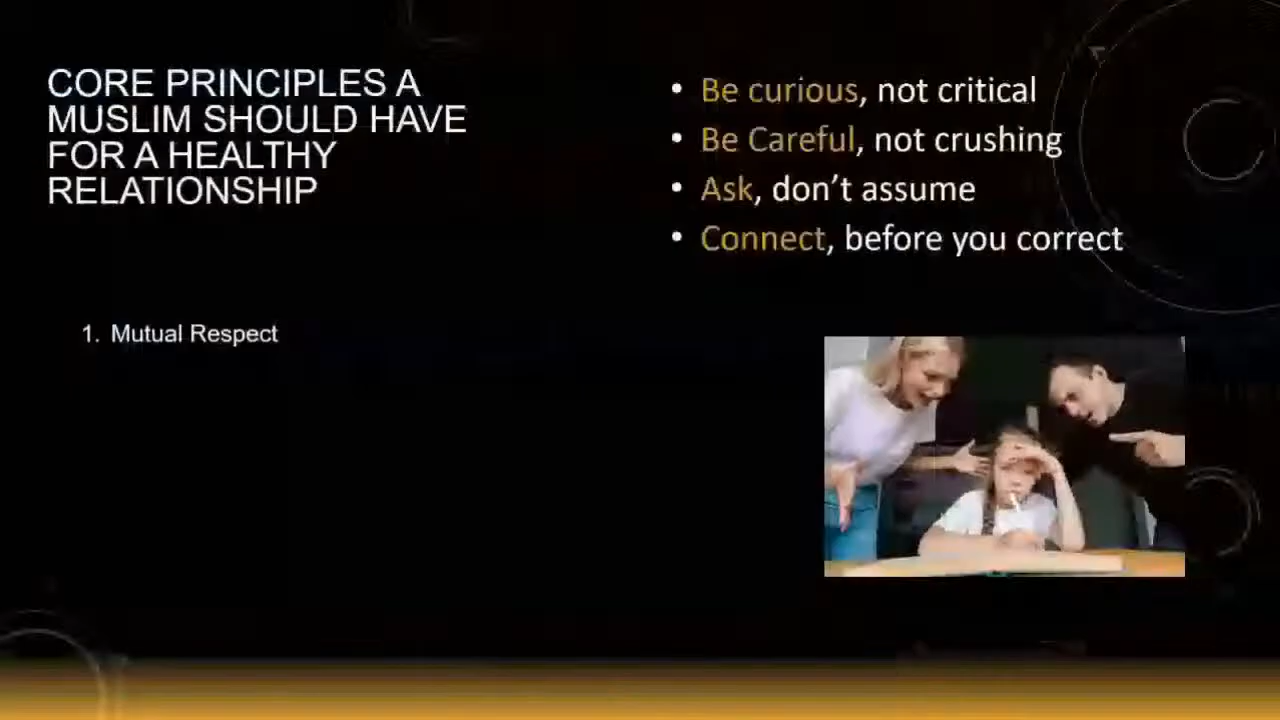 CORE PRINCIPLES A
MUSLIM SHOULD HAVE
FOR A HEALTHY
RELATIONSHIP
1. Mutual Respect
• Be curious, not critical
• Be Careful, not crushing
• Ask, don’t assume
• Connect, before you correct